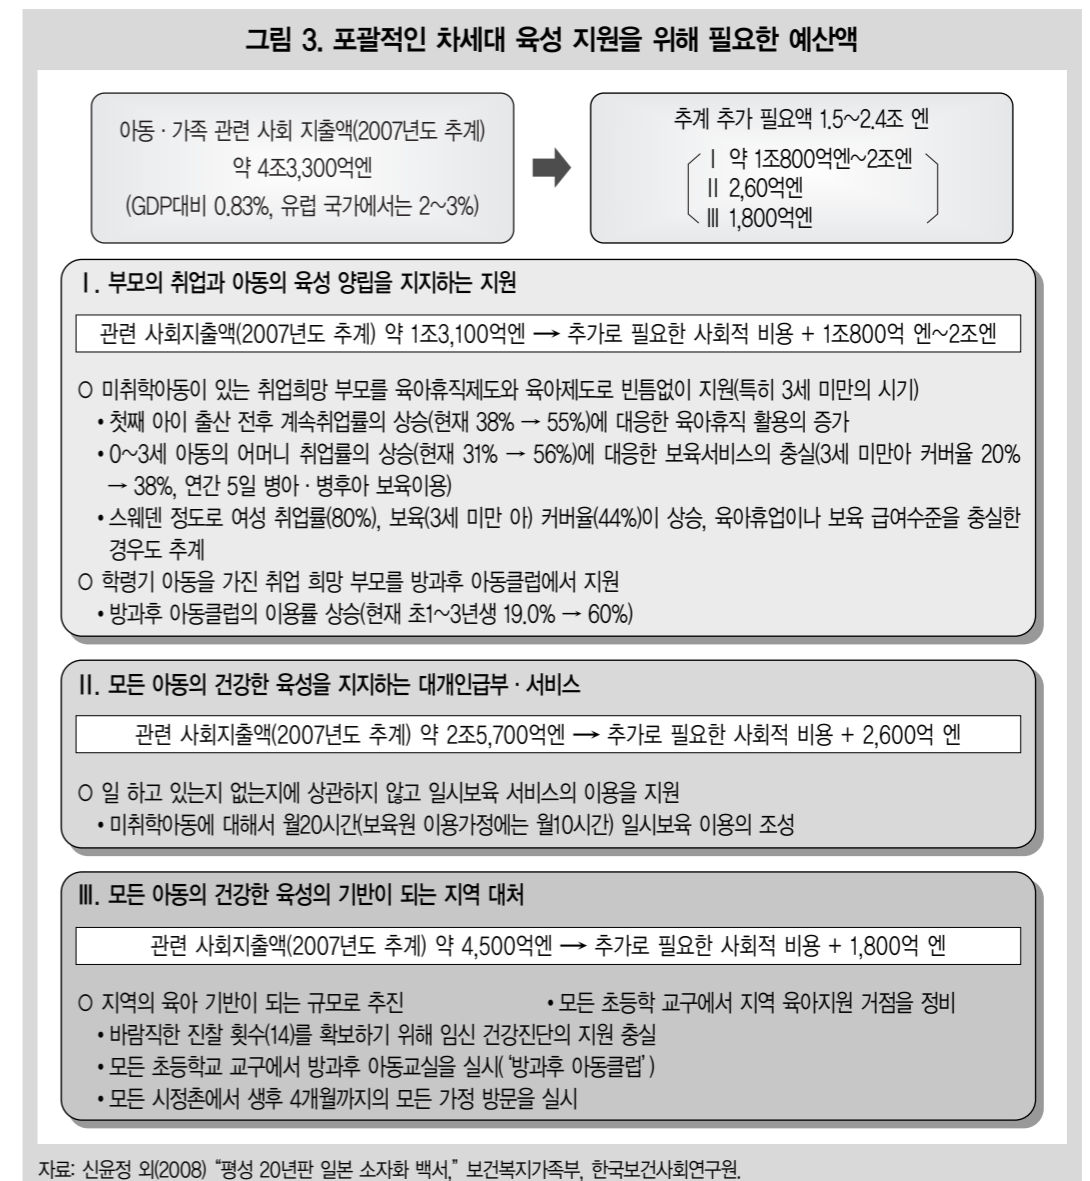 그림 3. 포괄적인 차세대 육성 지원을 위해 필요한 예산액
아동 · 가족 관련 사회 지출액(2007년도 추계)
약 4조3,300억엔
(GDP대비 0.83%, 유럽 국가에서는 2~3%)
추계 추가 필요액 1.5~2.4조 엔
Ⅰ 약 1조800억엔~2조엔
Ⅱ 2,60억엔
Ⅲ 1,800억엔
Ⅰ. 부모의 취업과 아동의 육성 양립을 지지하는 지원
관련 사회지출액(2007년도 추계) 약 1조3,100억엔 → 추가로 필요한 사회적 비용 + 1조800억 엔~2조엔
○ 미취학아동이 있는 취업희망 부모를 육아휴직제도와 육아제도로 빈틈없이 지원(특히 3세 미만의 시기)
• 첫째 아이 출산 전후 계속취업률의 상승(현재 38% → 55%)에 대응한 육아휴직 활용의 증가
• 0~3세 아동의 어머니 취업률의 상승(현재 31% → 56%)에 대응한 보육서비스의 충실(3세 미만아 커버율 20%
→ 38%, 연간 5일 병아 · 병후아 보육이용)
• 스웨덴 정도로 여성 취업률(80%), 보육(3세 미만 아) 커버율(44%)이 상승, 육아휴업이나 보육 급여수준을 충실한
경우도 추계
○ 학령기 아동을 가진 취업 희망 부모를 방과후 아동클럽에서 지원
• 방과후 아동클럽의 이용률 상승(현재 초1~3년생 19.0% → 60%)
Ⅱ. 모든 아동의 건강한 육성을 지지하는 대개인급부 · 서비스
관련 사회지출액(2007년도 추계) 약 2조5,700억엔 → 추가로 필요한 사회적 비용 + 2,600억 엔
○ 일 하고 있는지 없는지에 상관하지 않고 일시보육 서비스의 이용을 지원
• 미취학아동에 대해서 월20시간(보육원 이용가정에는 월10시간) 일시보육 이용의 조성
Ⅲ. 모든 아동의 건강한 육성의 기반이 되는 지역 대처
관련 사회지출액(2007년도 추계) 약 4,500억엔 → 추가로 필요한 사회적 비용 + 1,800억 엔
○ 지역의 육아 기반이 되는 규모로 추진 • 모든 초등학 교구에서 지역 육아지원 거점을 정비
• 바람직한 진찰 횟수(14)를 확보하기 위해 임신 건강진단의 지원 충실
• 모든 초등학교 교구에서 방과후 아동교실을 실시( ‘방과후 아동클럽’ )
• 모든 시정촌에서 생후 4개월까지의 모든 가정 방문을 실시
자료: 신윤정 외(2008) “평성 20년판 일본 소자화 백서,” 보건복지가족부, 한국보건사회연구원.